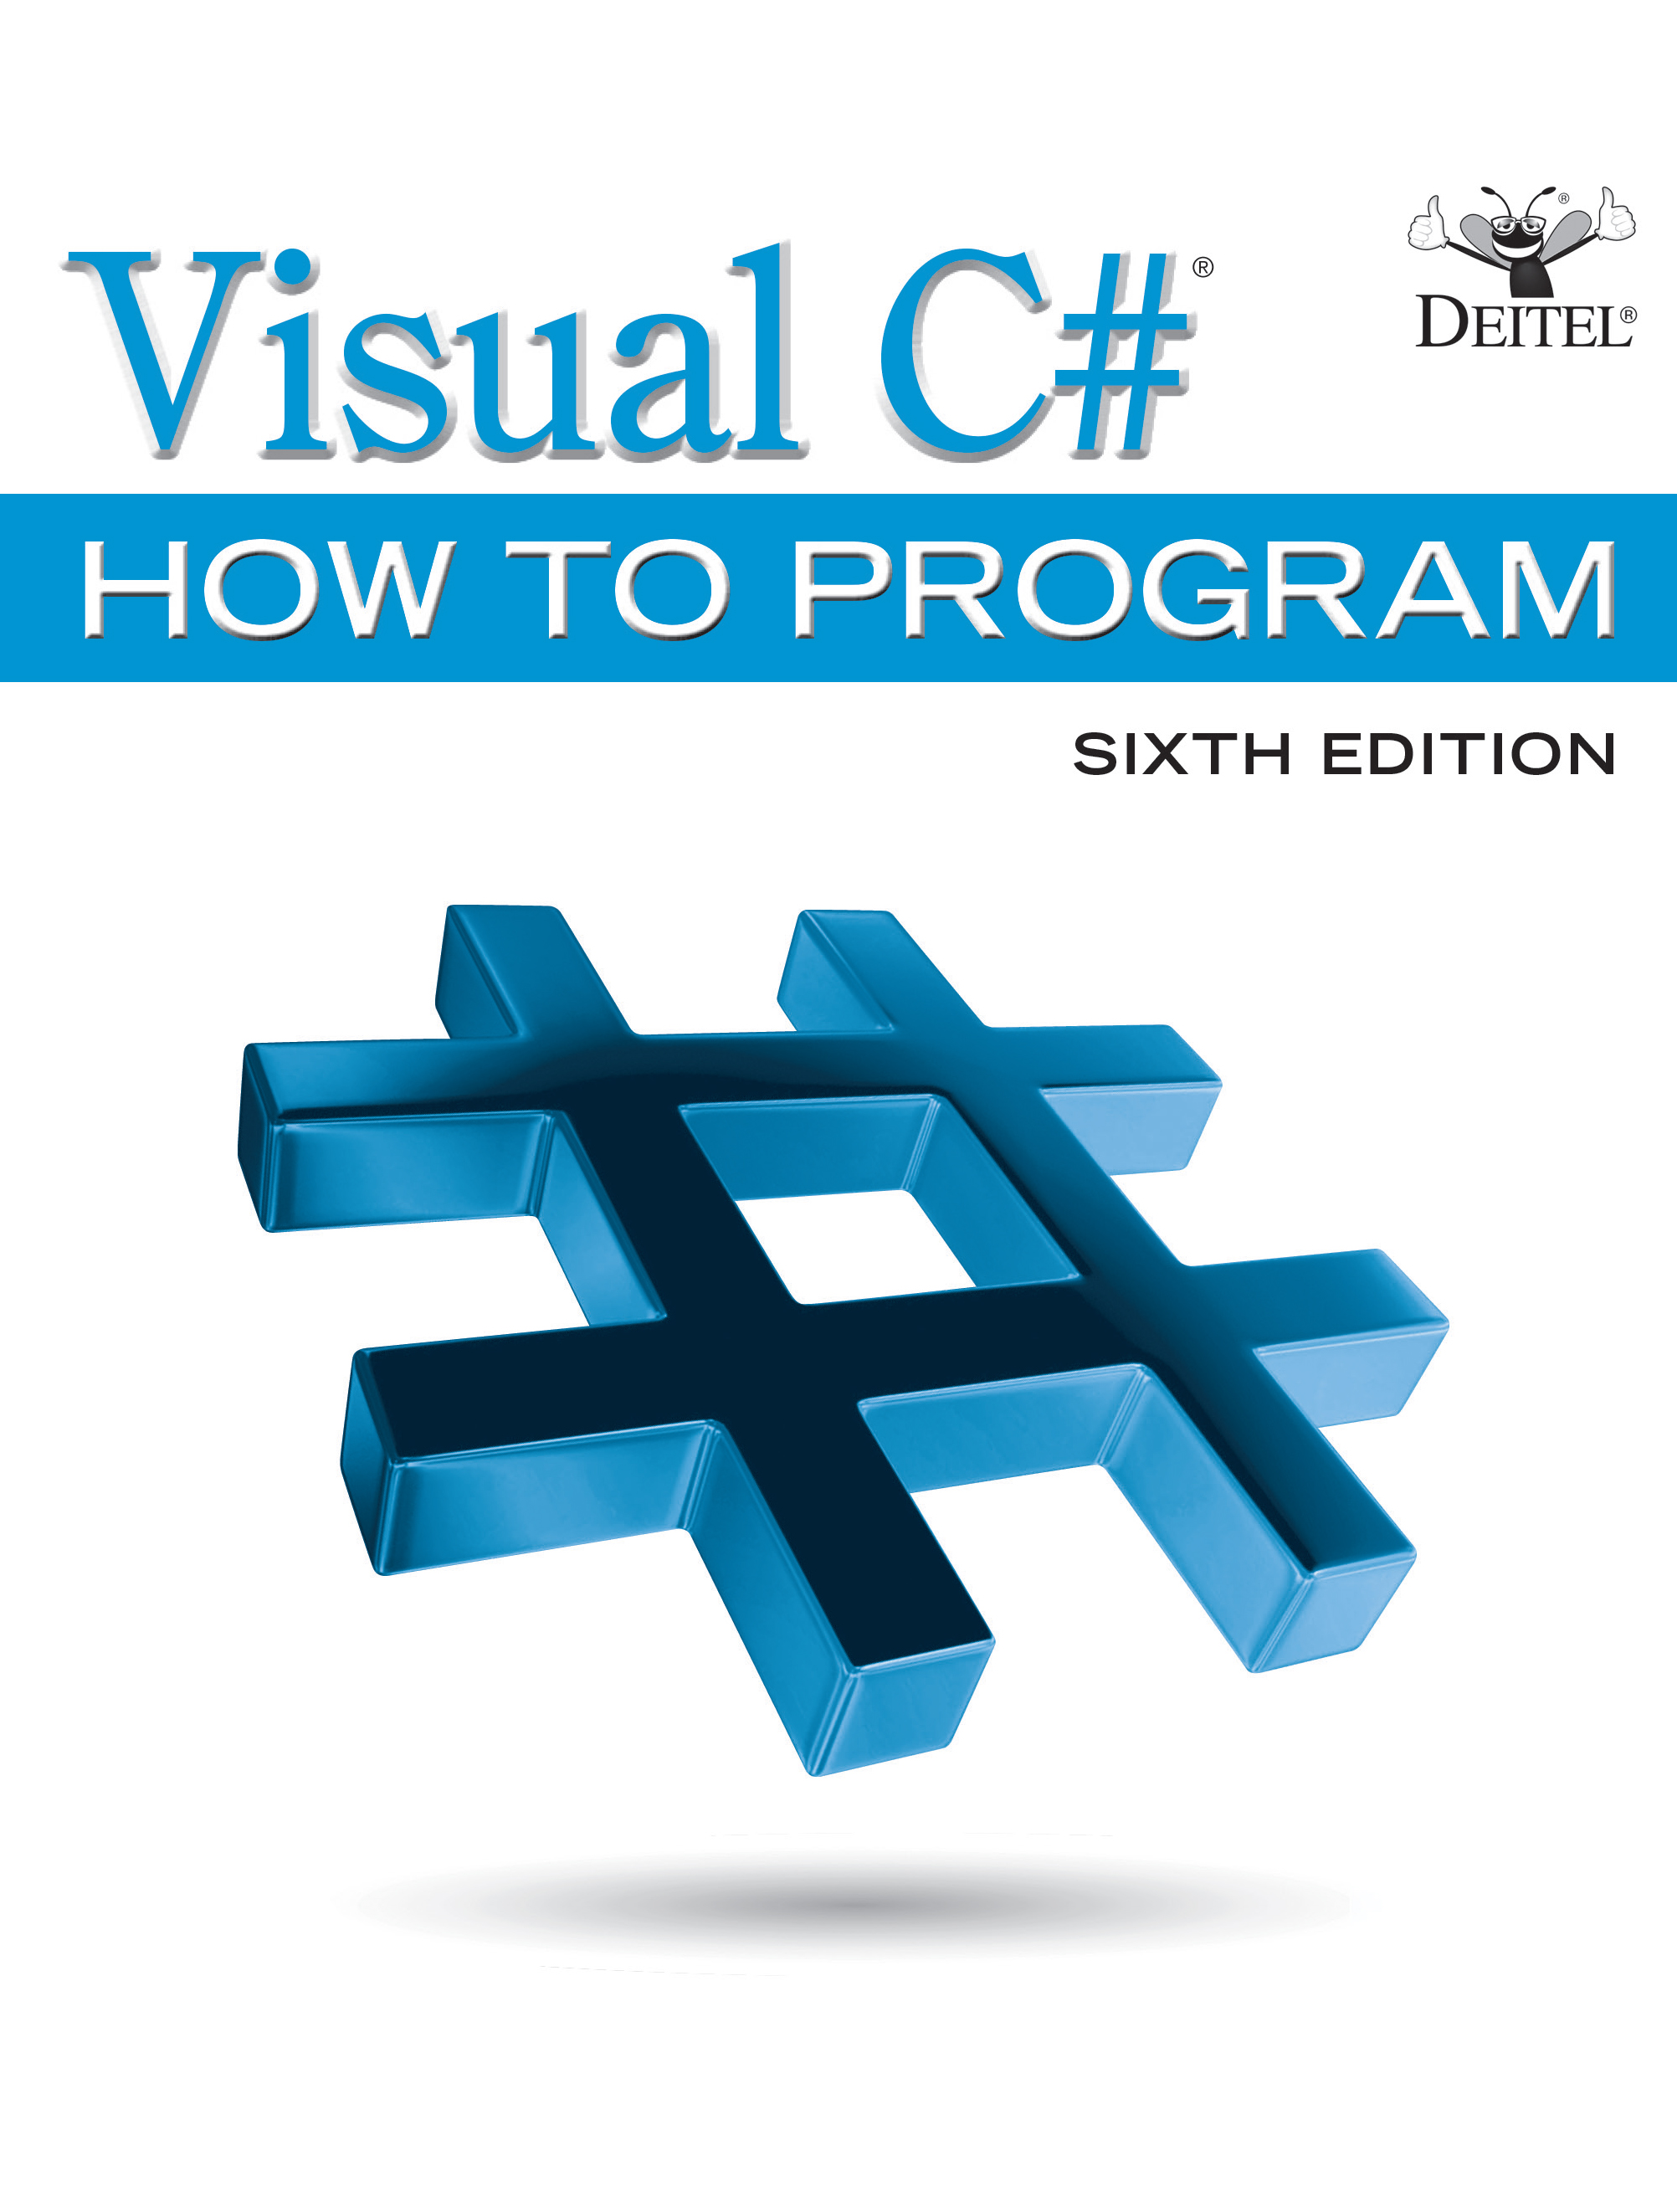 Visual C#®
DEITEL®
HOW TO PROGRAM
SIXTH EDITION